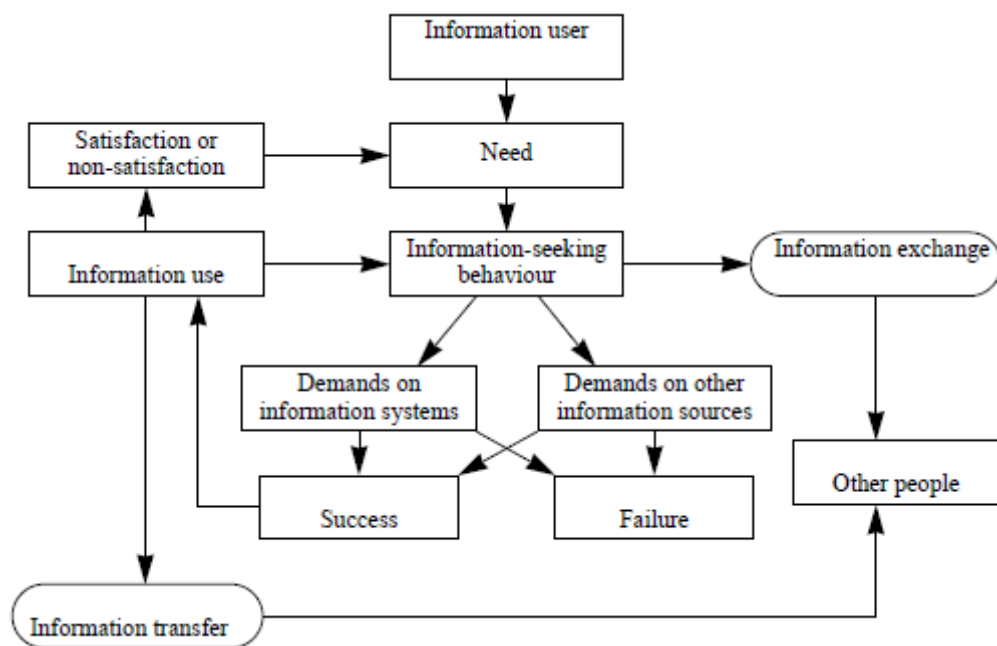 Information user
Satisfaction or
non-satisfaction
Need
Information use
Information-seeking
behaviour
Information exchange
Demands on
information systems
Demands on other
information sources
Success
Failure
Other people
Information transfer